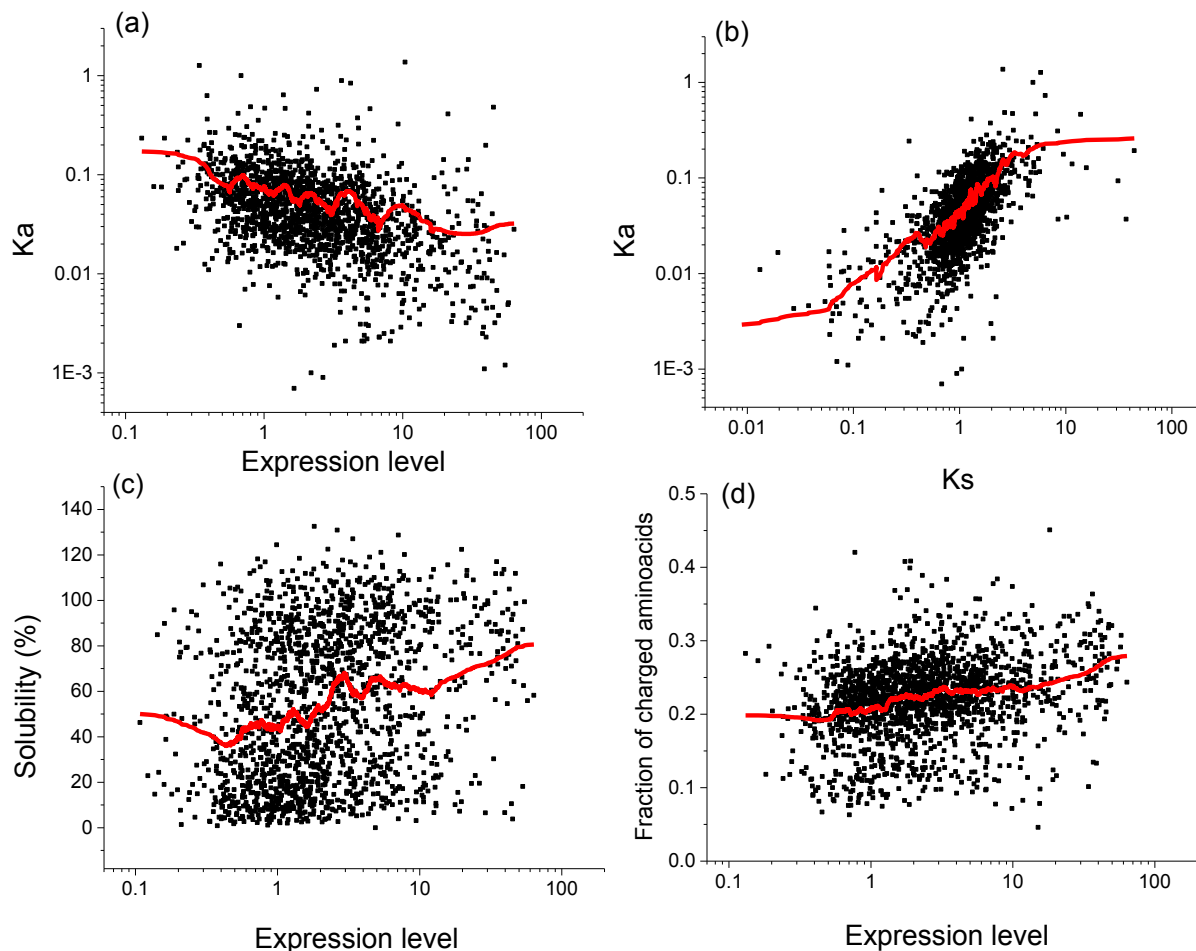 (a)
Ka
1
0.1
0.01
1E-3
0.1 1 10 100
Expression level
(b)
Ka
1
0.1
0.01
1E-3
0.01 0.1 1 10 100
Ks
(c)
Solubility (%)
140
120
100
80
60
40
20
0
0.1 1 10 100
Expression level
(d)
Fraction of charged aminoacids
0.5
0.4
0.3
0.2
0.1
0.0
0.1 1 10 100
Expression level